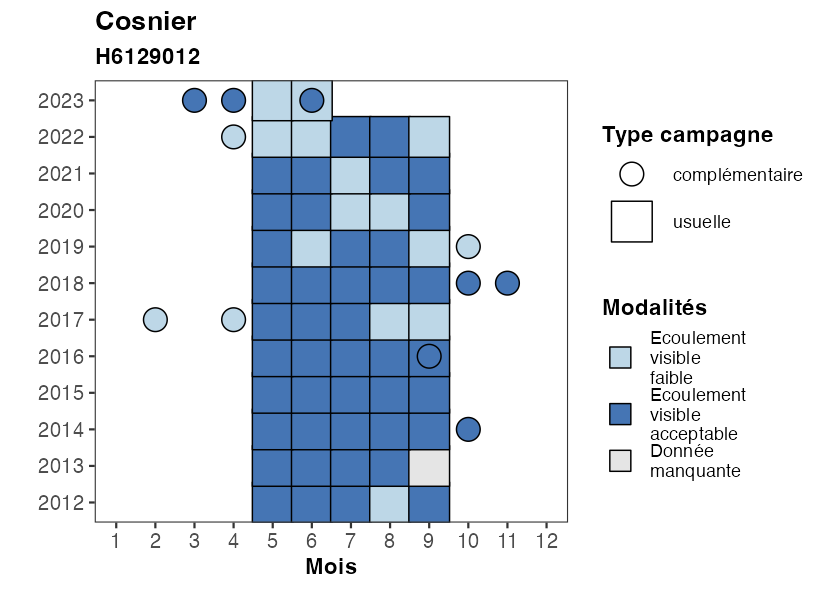 Cosnier
H6129012
2023
2022
2021
2020
2019
2018
2017
2016
2015
2014
2013
2012
1 2 3 4 5 6 7 8 9 10 11 12
Mois
Type campagne
complémentaire
usuelle
Modalités
Ecoulement
visible
faible
Ecoulement
visible
acceptable
Donnée
manquante